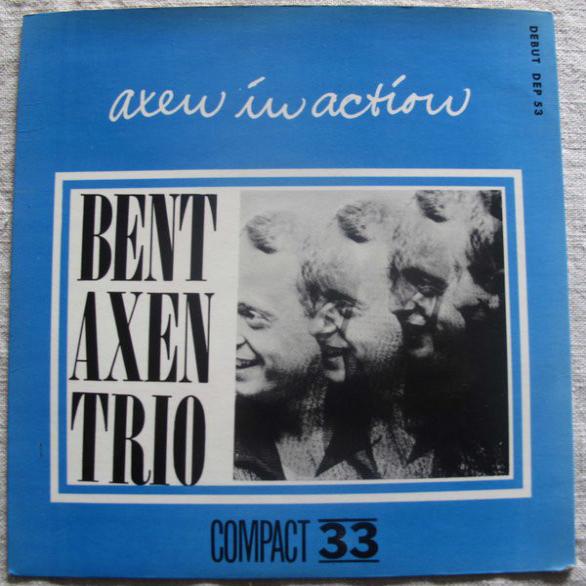 axen in action
DEBUT DEP 53
BENT
AXEN
TRIO
COMPACT 33